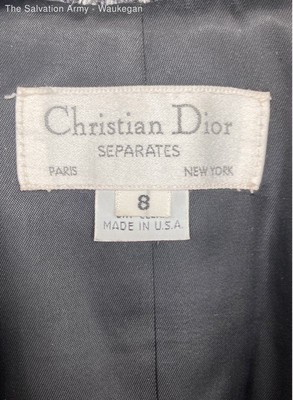 The Salvation Army - Waukegan
Christian Dior
SEPARATES
PARIS NEW YORK
8
MADE IN U.S.A.